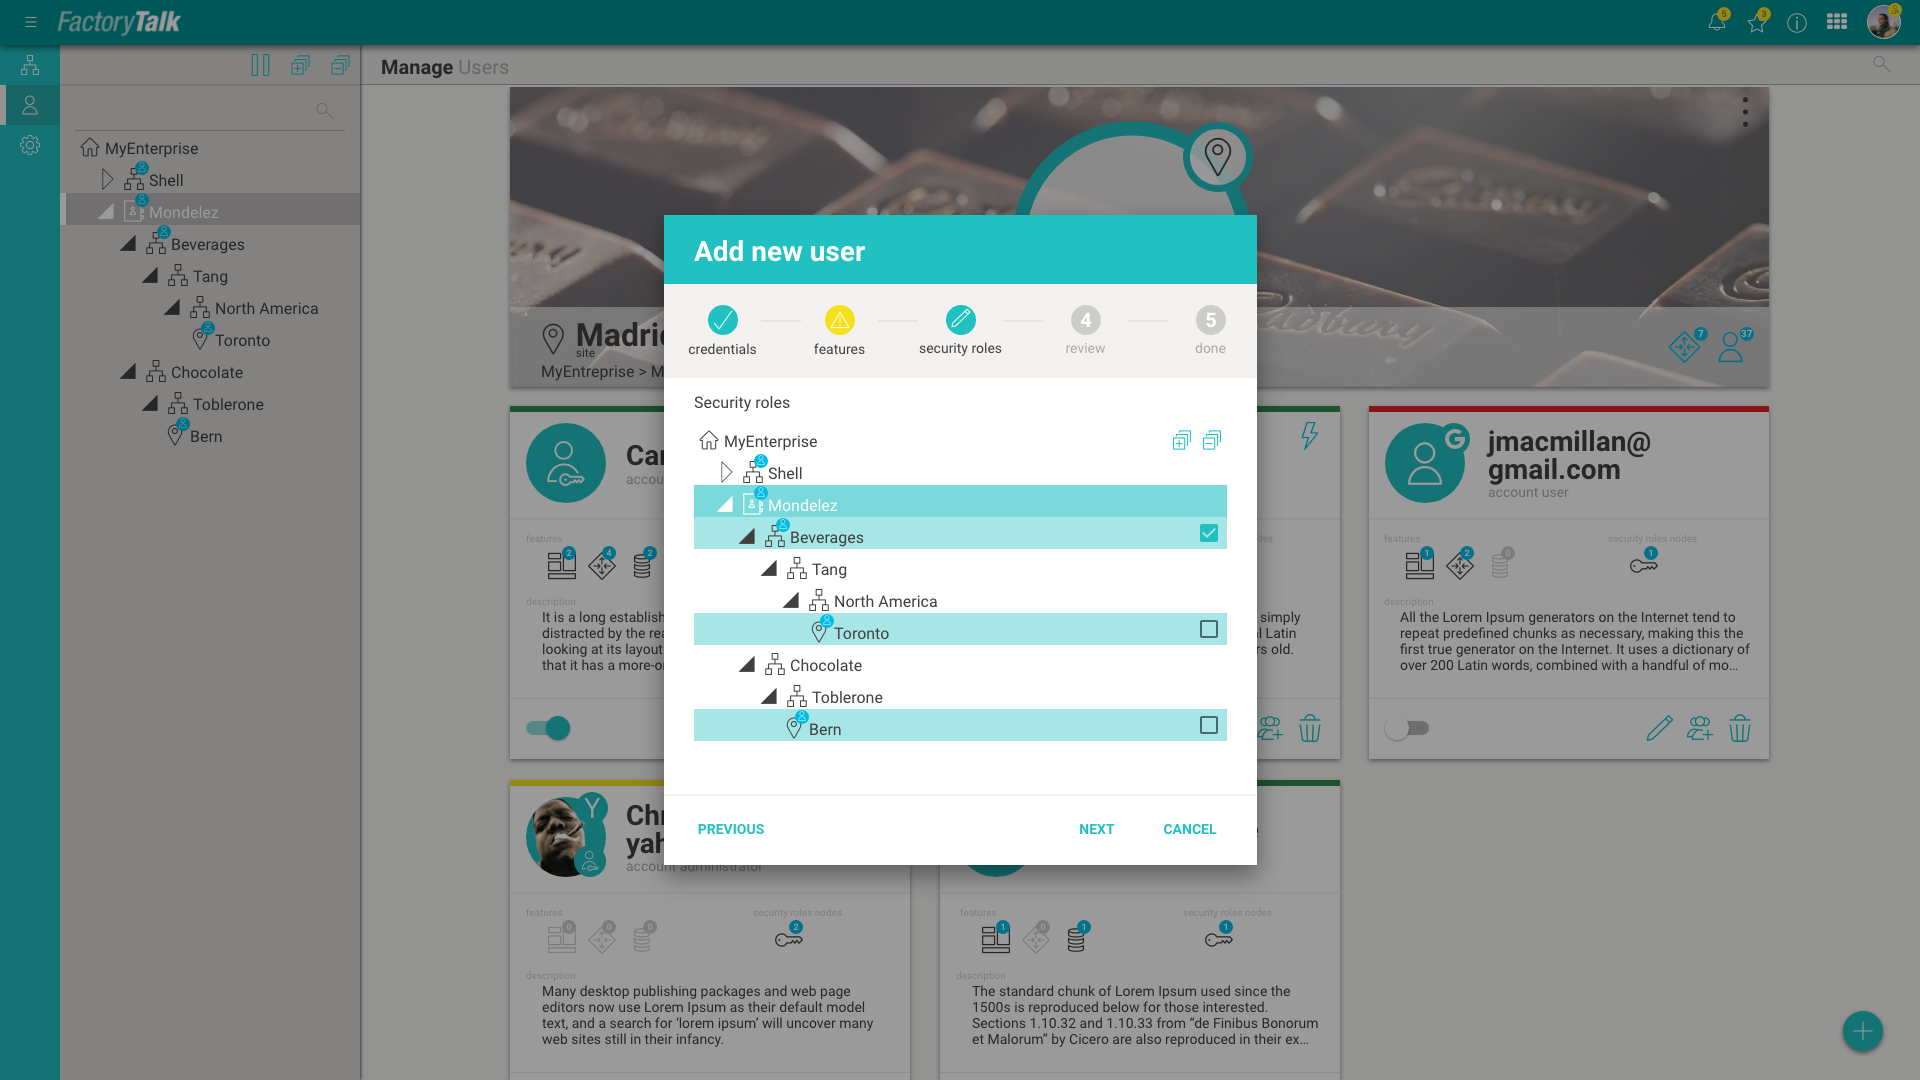 FactoryTalk
5
3
Manage Users
MyEnterprise
Shell
Mondelez
Beverages
Tang
North America
Toronto
Chocolate
Toblerone
Bern
site
MyEntreprise > M
7
37
Add new user
credentials
features
security roles
4
review
5
done
Security roles
MyEnterprise
Shell
Mondelez
Beverages
Tang
North America
Toronto
Chocolate
Toblerone
Bern
PREVIOUS
NEXT
CANCEL
features
2
4
2
description
It is a long establish
distracted by the rea
looking at its layout
that it has a more-o
simply
Latin
rs old.
G
jmacmillan@
gmail.com
account user
features
security roles nodes
1
2
0
1
description
All the Lorem Ipsum generators on the Internet tend to
repeat predefined chunks as necessary, making this the
first true generator on the Internet. It uses a dictionary of
over 200 Latin words, combined with a handful of mo...
Y
account administrator
features
security roles nodes
0
0
0
2
description
Many desktop publishing packages and web page
editors now use Lorem Ipsum as their default model
text, and a search for ‘lorem ipsum’ will uncover many
web sites still in their infancy.
features
security roles nodes
1
0
1
1
description
The standard chunk of Lorem Ipsum used since the
1500s is reproduced below for those interested.
Sections 1.10.32 and 1.10.33 from “de Finibus Bonorum
et Malorum” by Cicero are also reproduced in their ex...